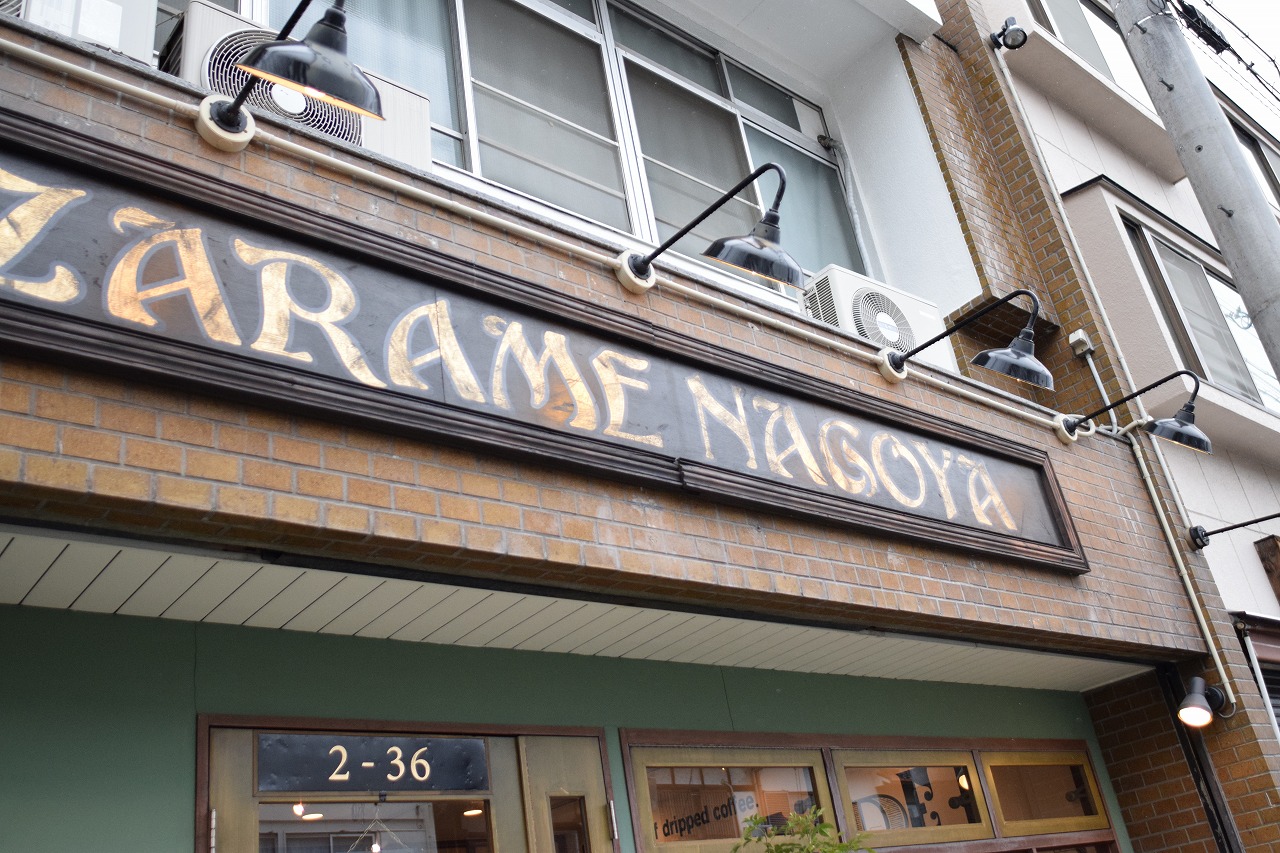 ZARAME NAGOYA
2-36
f dripped coffee.